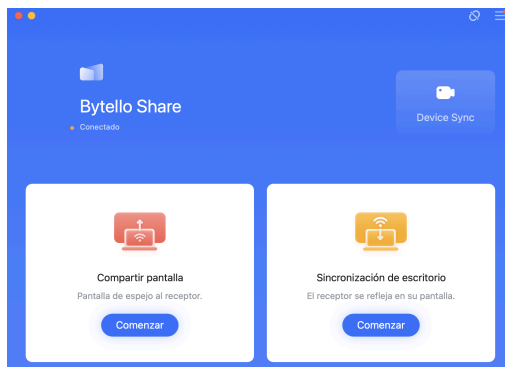 Bytello Share
Conectado
Device Sync
Compartir pantalla
Pantalla de espejo al receptor.
Comenzar
Sincronización de escritorio
El receptor se refleja en su pantalla.
Comenzar